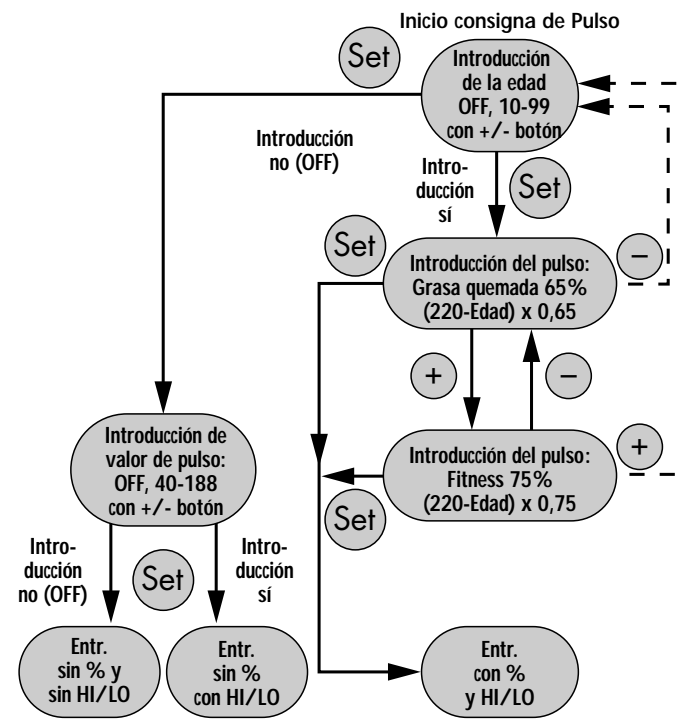 Inicio consigna de Pulso
Set
Introducción
de la edad
OFF, 10-99
con +/- botón
Introducción
no (OFF)
Intro-
ducción
sí
Set
Set
Introducción del pulso:
Grasa quemada 65%
(220-Edad) x 0,65
−
+
−
Introducción de
valor de pulso:
OFF, 40-188
con +/- botón
Introducción del pulso:
Fitness 75%
(220-Edad) x 0,75
+
Set
Intro-
ducción
no (OFF)
Set
Intro-
ducción
sí
Entr.
sin % y
sin HI/LO
Entr.
sin %
con HI/LO
Entr.
con %
y HI/LO